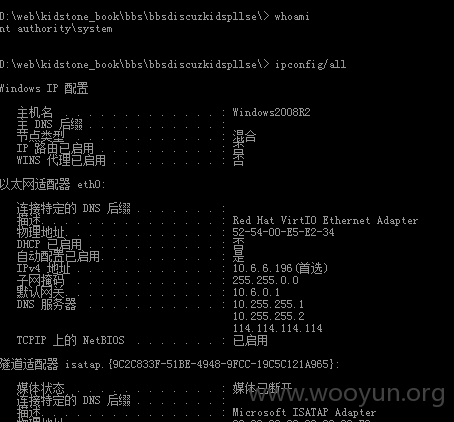 D:\web\kidstone_book\bbs\bbsdiscuzkidspllse\> whoami
nt authority\system
D:\web\kidstone_book\bbs\bbsdiscuzkidspllse\> ipconfig/all
Windows IP 配置
主机名 . . . . . . . . . . . . . : Windows2008R2
主 DNS 后缀 . . . . . . . . . . . :
节点类型 . . . . . . . . . . . . : 混合
IP 路由已启用 . . . . . . . . . . : 否
WINS 代理已启用 . . . . . . . . . : 否
以太网适配器 eth0:
连接特定的 DNS 后缀 . . . . . . . :
描述. . . . . . . . . . . . . . . : Red Hat VirtIO Ethernet Adapter
物理地址. . . . . . . . . . . . . : 52-54-00-E5-E2-34
DHCP 已启用 . . . . . . . . . . . : 否
自动配置已启用. . . . . . . . . . : 是
IPv4 地址 . . . . . . . . . . . . : 10.6.6.196(首选)
子网掩码 . . . . . . . . . . . . : 255.255.0.0
默认网关. . . . . . . . . . . . . : 10.6.0.1
DNS 服务器 . . . . . . . . . . . : 10.255.255.1
10.255.255.2
114.114.114.114
TCPIP 上的 NetBIOS . . . . . . . : 已启用
隧道适配器 isatap.{9C2C833F-51BE-4948-9FCC-19C5C121A965}:
媒体状态 . . . . . . . . . . . . : 媒体已断开
连接特定的 DNS 后缀 . . . . . . . :
描述. . . . . . . . . . . . . . . : Microsoft ISATAP Adapter
www.wooyun.org